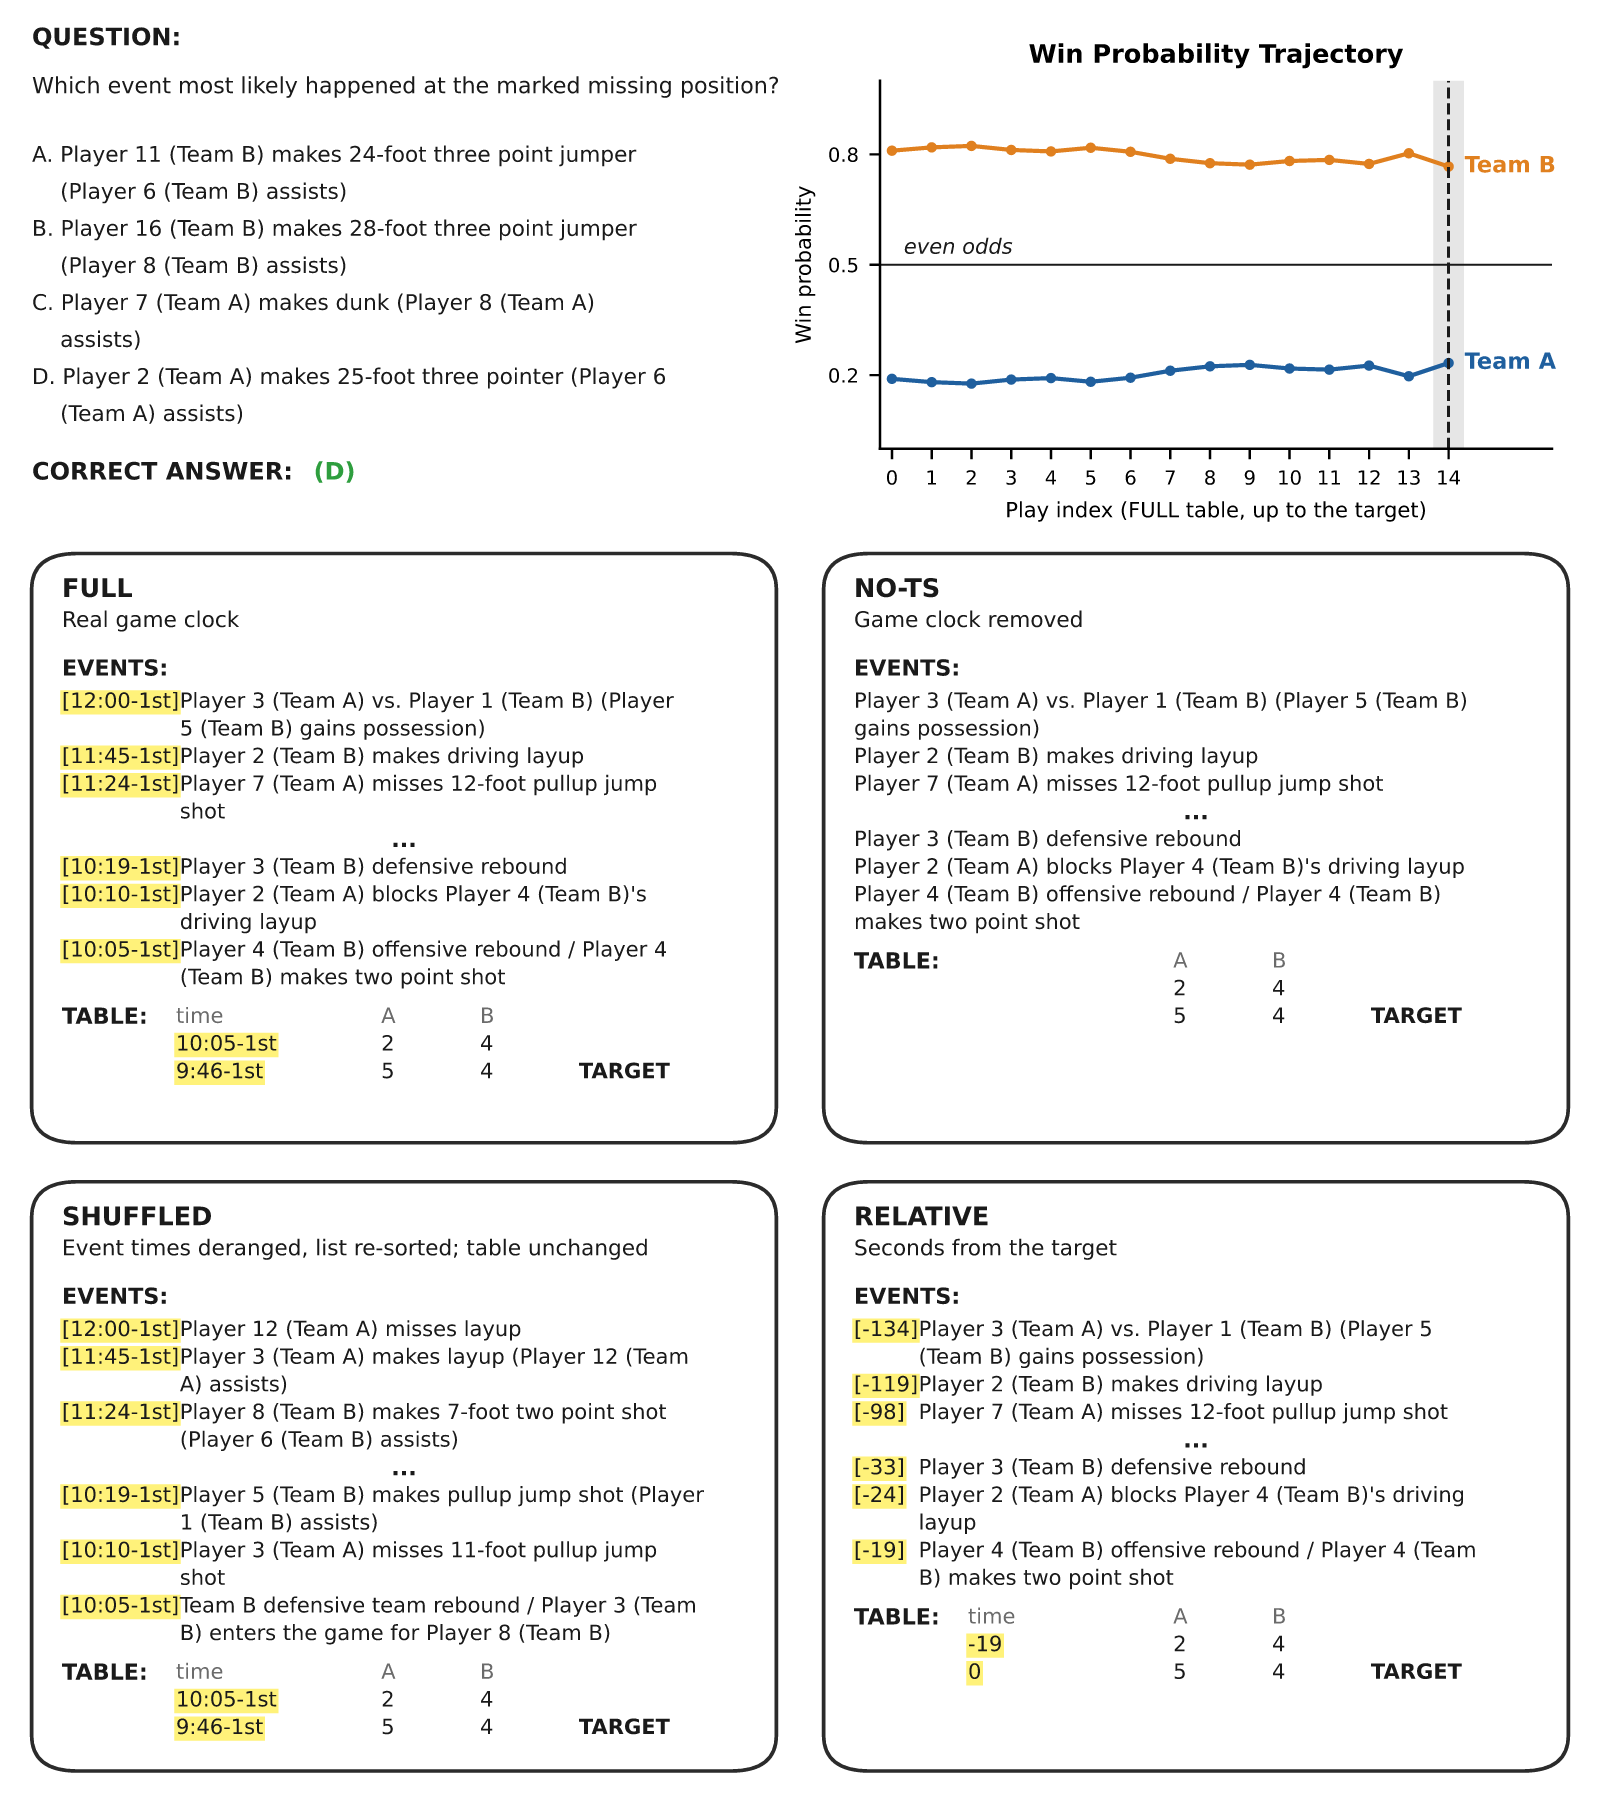 QUESTION:
Which event most likely happened at the marked missing position?
A. Player 11 (Team B) makes 24-foot three point jumper
(Player 6 (Team B) assists)
B. Player 16 (Team B) makes 28-foot three point jumper
(Player 8 (Team B) assists)
C. Player 7 (Team A) makes dunk (Player 8 (Team A)
assists)
D. Player 2 (Team A) makes 25-foot three pointer (Player 6
(Team A) assists)
CORRECT ANSWER: (D)
Win Probability Trajectory
Win probability
0.8
0.5
0.2
even odds
Team B
Team A
0 1 2 3 4 5 6 7 8 9 10 11 12 13 14
Play index (FULL table, up to the target)
FULL
Real game clock
EVENTS:
[12:00-1st]Player 3 (Team A) vs. Player 1 (Team B) (Player
5 (Team B) gains possession)
[11:45-1st]Player 2 (Team B) makes driving layup
[11:24-1st]Player 7 (Team A) misses 12-foot pullup jump
shot
...
[10:19-1st]Player 3 (Team B) defensive rebound
[10:10-1st]Player 2 (Team A) blocks Player 4 (Team B)'s
driving layup
[10:05-1st]Player 4 (Team B) offensive rebound / Player 4
(Team B) makes two point shot
TABLE: time A B
10:05-1st 2 4
9:46-1st 5 4 TARGET
NO-TS
Game clock removed
EVENTS:
Player 3 (Team A) vs. Player 1 (Team B) (Player 5 (Team B)
gains possession)
Player 2 (Team B) makes driving layup
Player 7 (Team A) misses 12-foot pullup jump shot
...
Player 3 (Team B) defensive rebound
Player 2 (Team A) blocks Player 4 (Team B)'s driving layup
Player 4 (Team B) offensive rebound / Player 4 (Team B)
makes two point shot
TABLE: A B
2 4
5 4 TARGET
SHUFFLED
Event times deranged, list re-sorted; table unchanged
EVENTS:
[12:00-1st]Player 12 (Team A) misses layup
[11:45-1st]Player 3 (Team A) makes layup (Player 12 (Team
A) assists)
[11:24-1st]Player 8 (Team B) makes 7-foot two point shot
(Player 6 (Team B) assists)
...
[10:19-1st]Player 5 (Team B) makes pullup jump shot (Player
1 (Team B) assists)
[10:10-1st]Player 3 (Team A) misses 11-foot pullup jump
shot
[10:05-1st]Team B defensive team rebound / Player 3 (Team
B) enters the game for Player 8 (Team B)
TABLE: time A B
10:05-1st 2 4
9:46-1st 5 4 TARGET
RELATIVE
Seconds from the target
EVENTS:
[-134]Player 3 (Team A) vs. Player 1 (Team B) (Player 5
(Team B) gains possession)
[-119]Player 2 (Team B) makes driving layup
[-98] Player 7 (Team A) misses 12-foot pullup jump shot
...
[-33] Player 3 (Team B) defensive rebound
[-24] Player 2 (Team A) blocks Player 4 (Team B)'s driving
layup
[-19] Player 4 (Team B) offensive rebound / Player 4 (Team
B) makes two point shot
TABLE: time A B
-19 2 4
0 5 4 TARGET